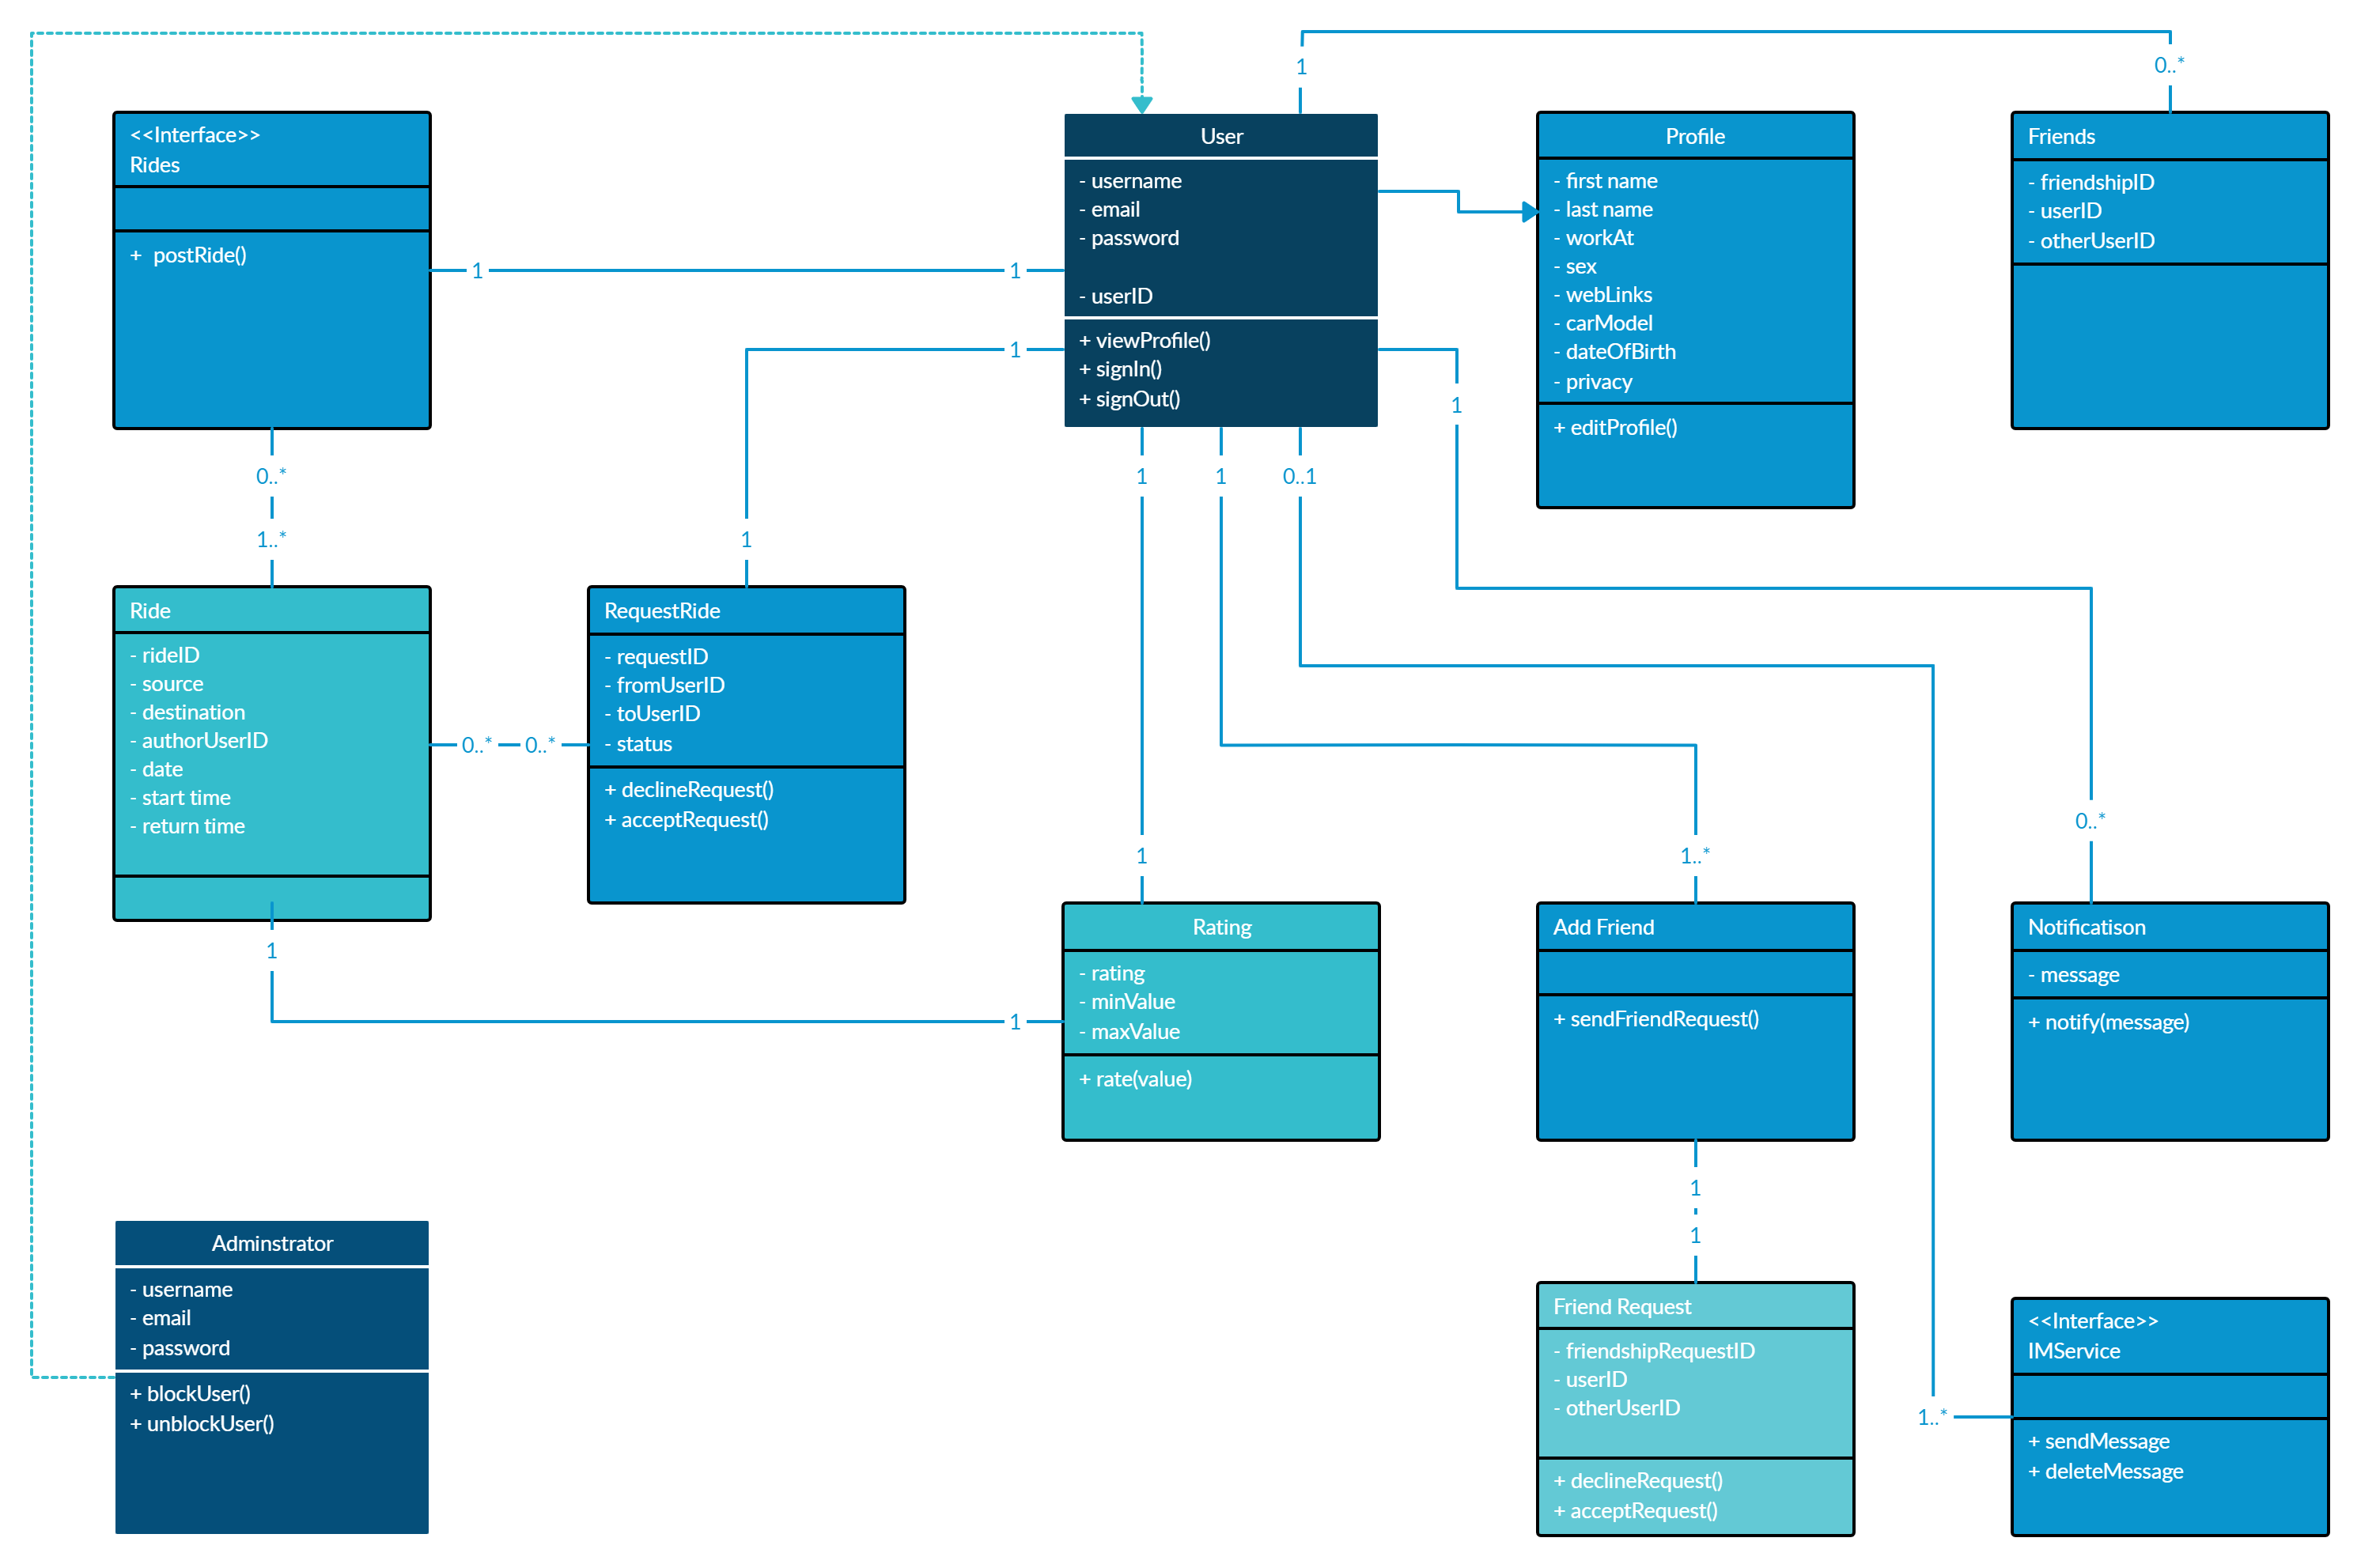 1
0..*
<<Interface>>
Rides
+ postRide()
User
- username
- email
- password
- userID
+ viewProfile()
+ signIn()
+ signOut()
Profile
- first name
- last name
- workAt
- sex
- webLinks
- carModel
- dateOfBirth
- privacy
+ editProfile()
Friends
- friendshipID
- userID
- otherUserID
1
1
1
1
0..*
1
1
0..1
1..*
1
Ride
- rideID
- source
- destination
- authorUserID
- date
- start time
- return time
0..*
0..*
RequestRide
- requestID
- fromUserID
- toUserID
- status
+ declineRequest()
+ acceptRequest()
1
1..*
0..*
1
1
Rating
- rating
- minValue
- maxValue
+ rate(value)
Add Friend
+ sendFriendRequest()
Notificatison
- message
+ notify(message)
1
1
Adminstrator
- username
- email
- password
+ blockUser()
+ unblockUser()
Friend Request
- friendshipRequestID
- userID
- otherUserID
+ declineRequest()
+ acceptRequest()
1..*
<<Interface>>
IMService
+ sendMessage
+ deleteMessage